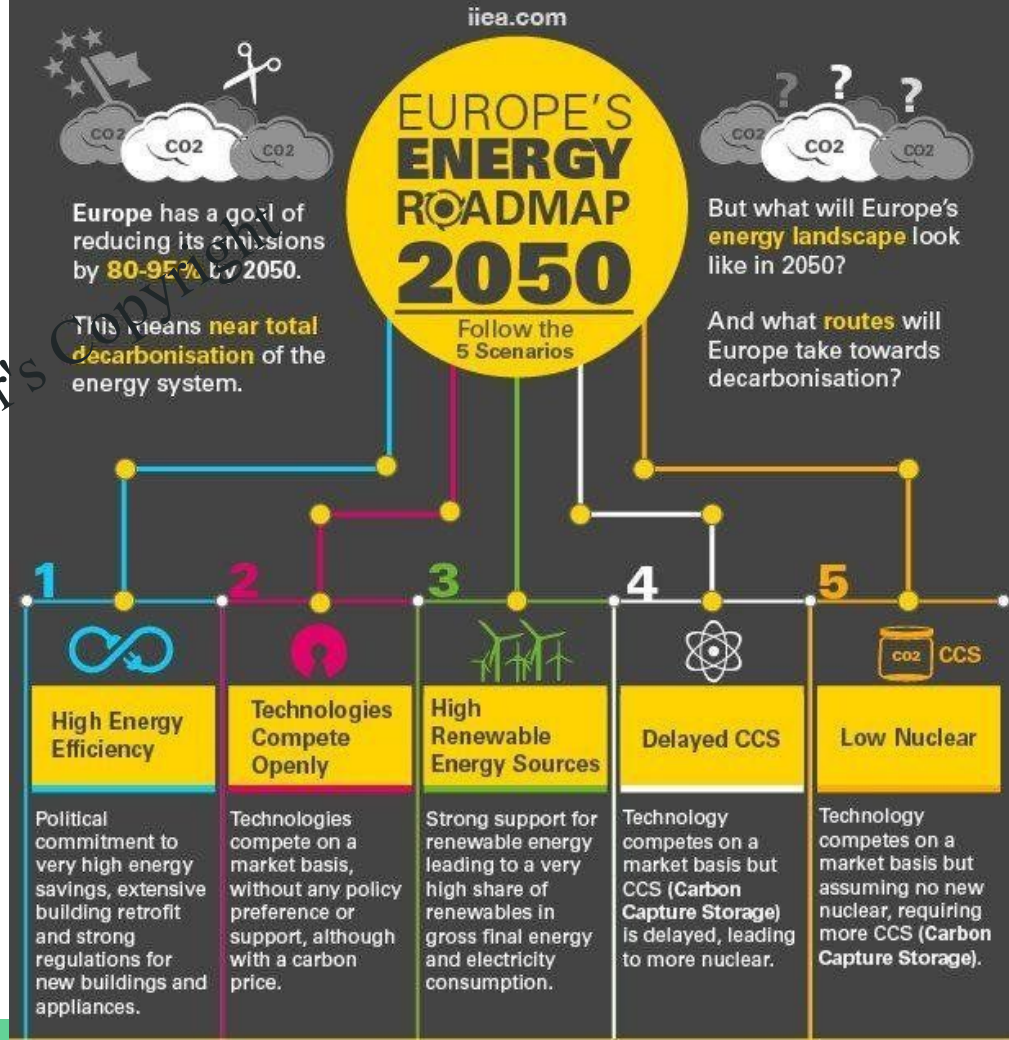 iiea.com
EUROPE'S
ENERGY
ROADMAP
2050
Follow the
5 Scenarios
CO2
CO2
CO2
Europe has a goal of
reducing its emissions
by 80-95% by 2050.
This means near total
decarbonisation of the
energy system.
?
?
?
CO2
CO2
CO2
But what will Europe's
energy landscape look
like in 2050?
And what routes will
Europe take towards
decarbonisation?
Copyright
1
High Energy
Efficiency
Political
commitment to
very high energy
savings, extensive
building retrofit
and strong
regulations for
new buildings and
appliances.
2
Technologies
Compete
Openly
Technologies
compete on a
market basis,
without any policy
preference or
support, although
with a carbon
price.
3
High
Renewable
Energy Sources
Strong support for
renewable energy
leading to a very
high share of
renewables in
gross final energy
and electricity
consumption.
4
Delayed CCS
Technology
competes on a
market basis but
CCS (Carbon
Capture Storage)
is delayed, leading
to more nuclear.
5
CO2 CCS
Low Nuclear
Technology
competes on a
market basis but
assuming no new
nuclear, requiring
more CCS (Carbon
Capture Storage).